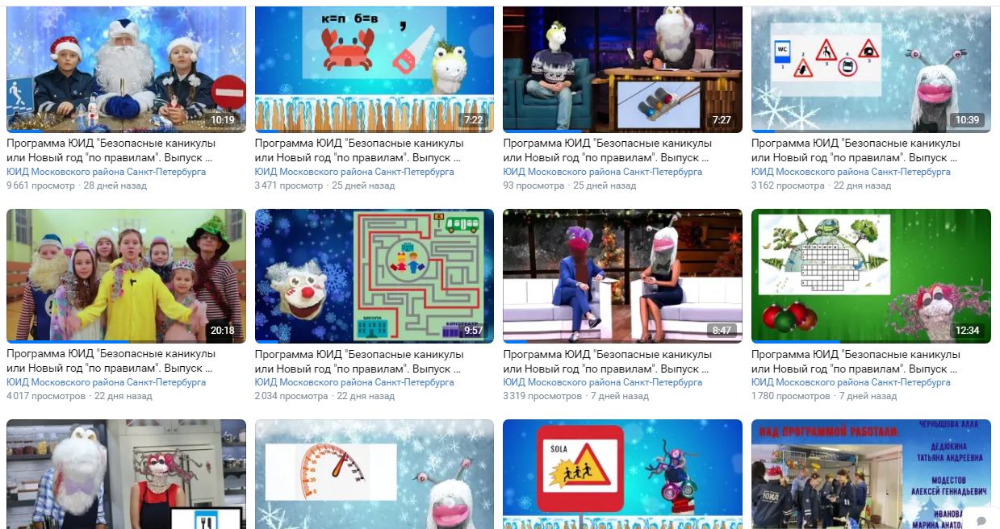 к=п б=в
,
WC
1
2
3
4
5
10:19
7:22
7:27
10:39
Программа ЮИД "Безопасные каникулы
или Новый год "по правилам". Выпуск ...
ЮИД Московского района Санкт-Петербурга
9 661 просмотр · 28 дней назад
Программа ЮИД "Безопасные каникулы
или Новый год "по правилам". Выпуск ...
ЮИД Московского района Санкт-Петербурга
3 471 просмотр · 25 дней назад
Программа ЮИД "Безопасные каникулы
или Новый год "по правилам". Выпуск ...
ЮИД Московского района Санкт-Петербурга
93 просмотра · 25 дней назад
Программа ЮИД "Безопасные каникулы
или Новый год "по правилам". Выпуск ...
ЮИД Московского района Санкт-Петербурга
3 162 просмотра · 22 дня назад
А
ШКОЛА
КИНОТЕАТР
20:18
9:57
8:47
12:34
Программа ЮИД "Безопасные каникулы
или Новый год "по правилам". Выпуск ...
ЮИД Московского района Санкт-Петербурга
4 017 просмотров · 22 дня назад
Программа ЮИД "Безопасные каникулы
или Новый год "по правилам". Выпуск ...
ЮИД Московского района Санкт-Петербурга
2 034 просмотра · 22 дня назад
Программа ЮИД "Безопасные каникулы
или Новый год "по правилам". Выпуск ...
ЮИД Московского района Санкт-Петербурга
3 319 просмотров · 7 дней назад
Программа ЮИД "Безопасные каникулы
или Новый год "по правилам". Выпуск ...
ЮИД Московского района Санкт-Петербурга
1 780 просмотров · 7 дней назад
SOLA
ЧЕРНЫШОВА АЛЛА
НАД ПРОГРАММОЙ РАБОТАЛИ:
ДЕДЮКИНА
ТАТЬЯНА АНДРЕЕВНА
МОДЕСТОВ
АЛЕКСЕЙ ГЕННАДЬЕВИЧ
ЮИД
ИВАНОВА
МАРИНА